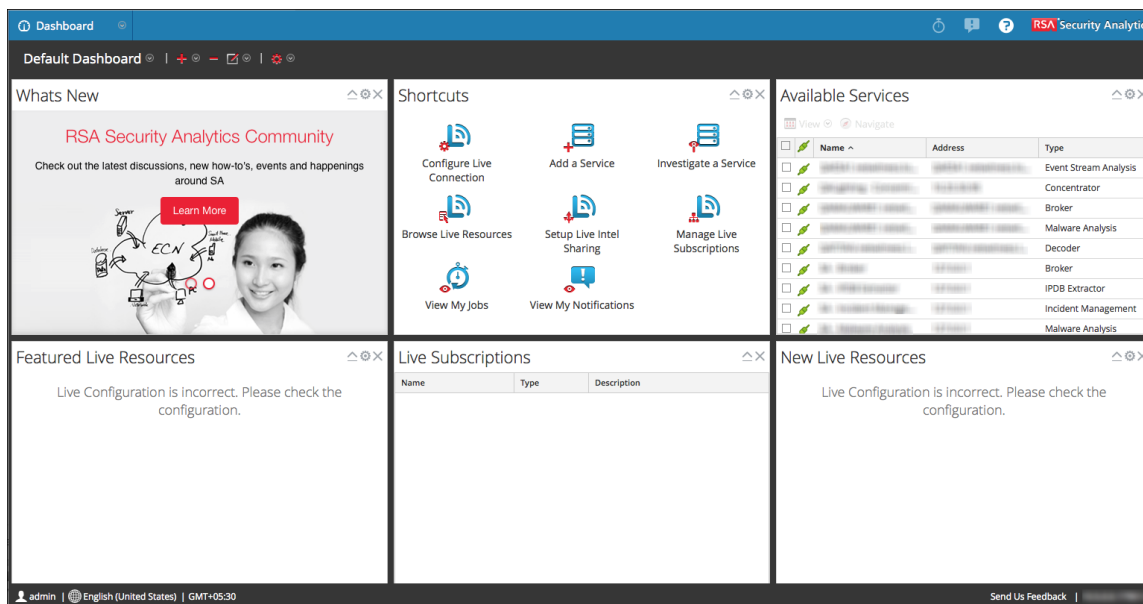 Dashboard
RSA Security Analytic
Default Dashboard
Whats New
RSA Security Analytics Community
Check out the latest discussions, new how-to's, events and happenings
around SA
Learn More
Server
Database
ECN
PC
Shortcuts
Configure Live
Connection
Add a Service
Investigate a Service
Browse Live Resources
Setup Live Intel
Sharing
Manage Live
Subscriptions
View My Jobs
View My Notifications
Available Services
View
Navigate
Name
Address
Type
Event Stream Analysis
Concentrator
Broker
Malware Analysis
Decoder
Broker
IPDB Extractor
Incident Management
Malware Analysis
Featured Live Resources
Live Configuration is incorrect. Please check the
configuration.
Live Subscriptions
Name Type Description
New Live Resources
Live Configuration is incorrect. Please check the
configuration.
admin | English (United States) | GMT+05:30
Send Us Feedback |